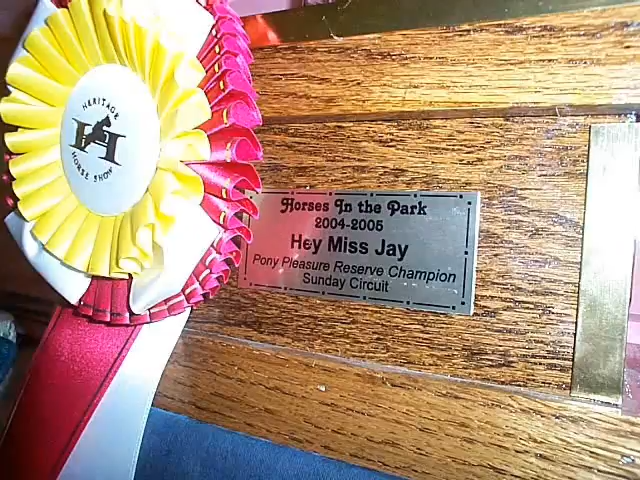 HERITAGE
H
HORSE SHOW
Horses In the Park
2004-2005
Hey Miss Jay
Pony Pleasure Reserve Champion
Sunday Circuit